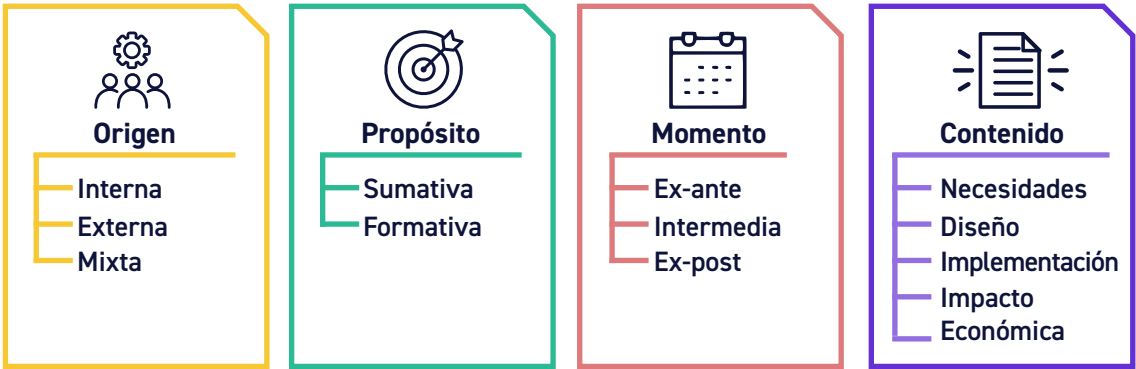 Origen
Interna
Externa
Mixta
Propósito
Sumativa
Formativa
Momento
Ex-ante
Intermedia
Ex-post
Contenido
Necesidades
Diseño
Implementación
Impacto
Económica